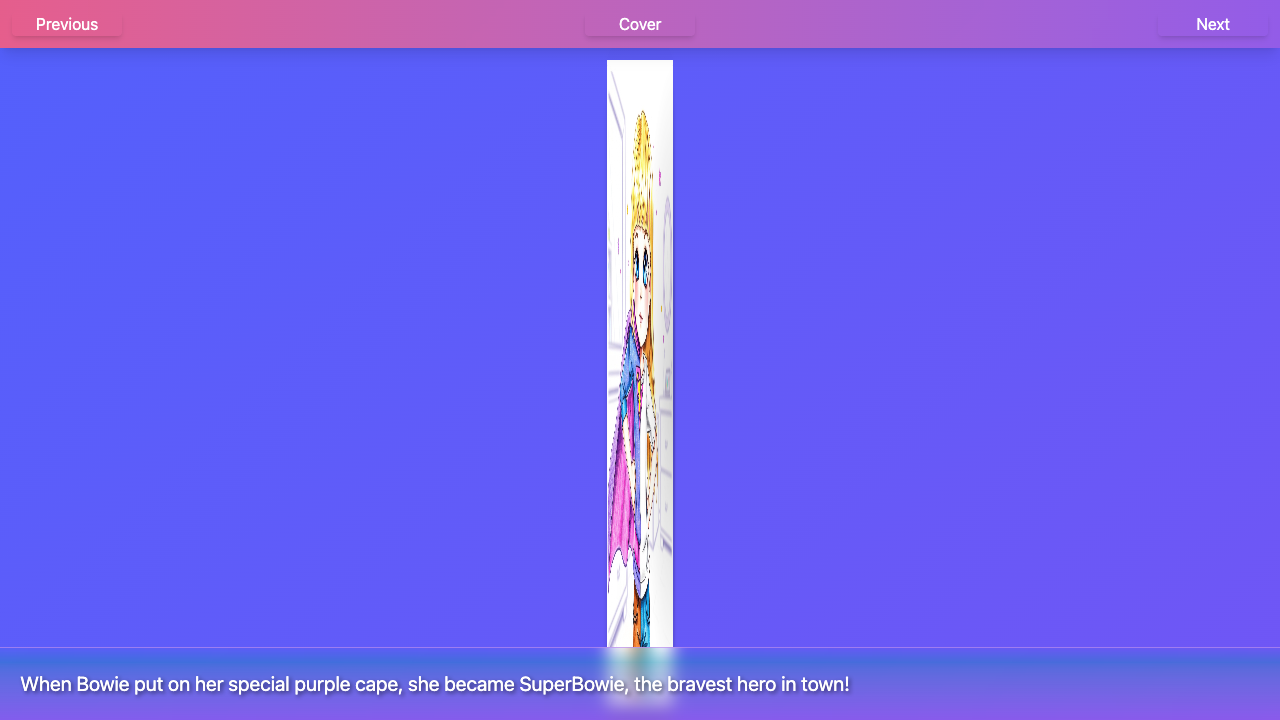 Previous
Cover
Next
When Bowie put on her special purple cape, she became SuperBowie, the bravest hero in town!